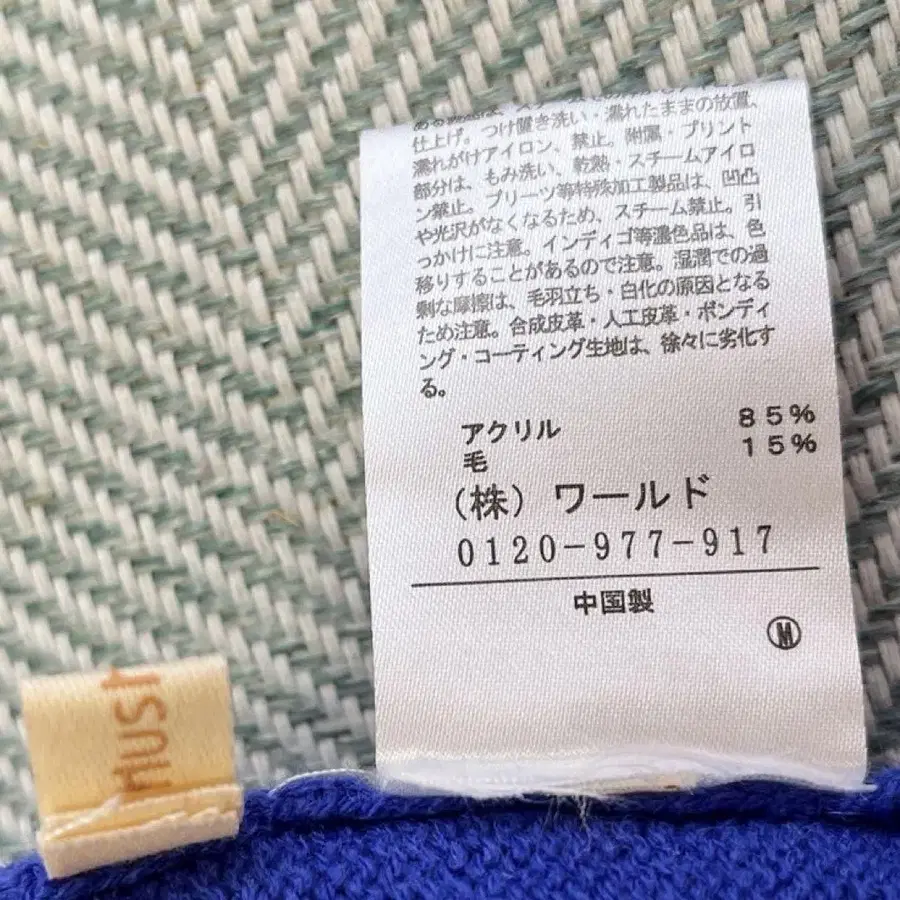 仕上げ。つけ置き洗い・濡れたままの放置、
濡れがけアイロン、禁止。附属・プリント
部分は、もみ洗い、乾熱・スチームアイロ
ン禁止。プリーツ等特殊加工製品は、凹凸
や光沢がなくなるため、スチーム禁止。引
っかけに注意。インディゴ等濃色品は、色
移りすることがあるので注意。湿潤での過
剰な摩擦は、毛羽立ち・白化の原因となる
ため注意。合成皮革・人工皮革・ボンディ
ング・コーティング生地は、徐々に劣化す
る。
アクリル 85%
毛 15%
(株) ワールド
0120-977-917
中国製
M
mush